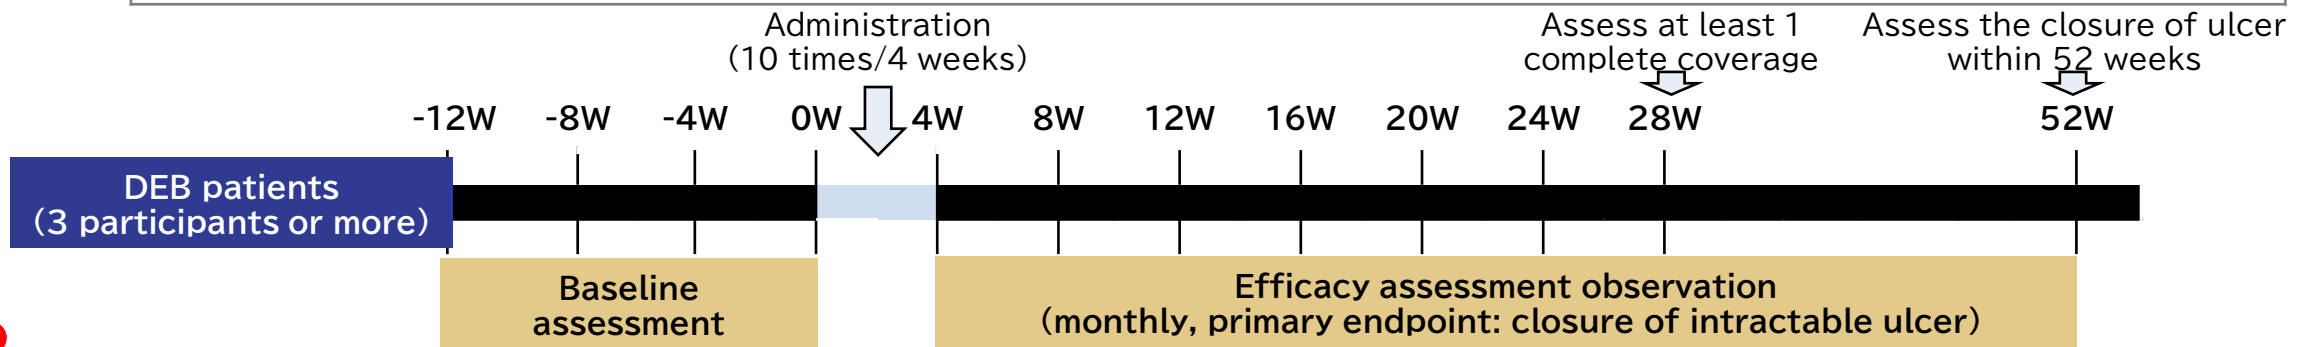 Administration
(10 times/4 weeks)
Assess at least 1
complete coverage
Assess the closure of ulcer
within 52 weeks
-12W -8W -4W 0W 4W 8W 12W 16W 20W 24W 28W 52W
DEB patients
(3 participants or more)
Baseline
assessment
Efficacy assessment observation
(monthly, primary endpoint: closure of intractable ulcer)